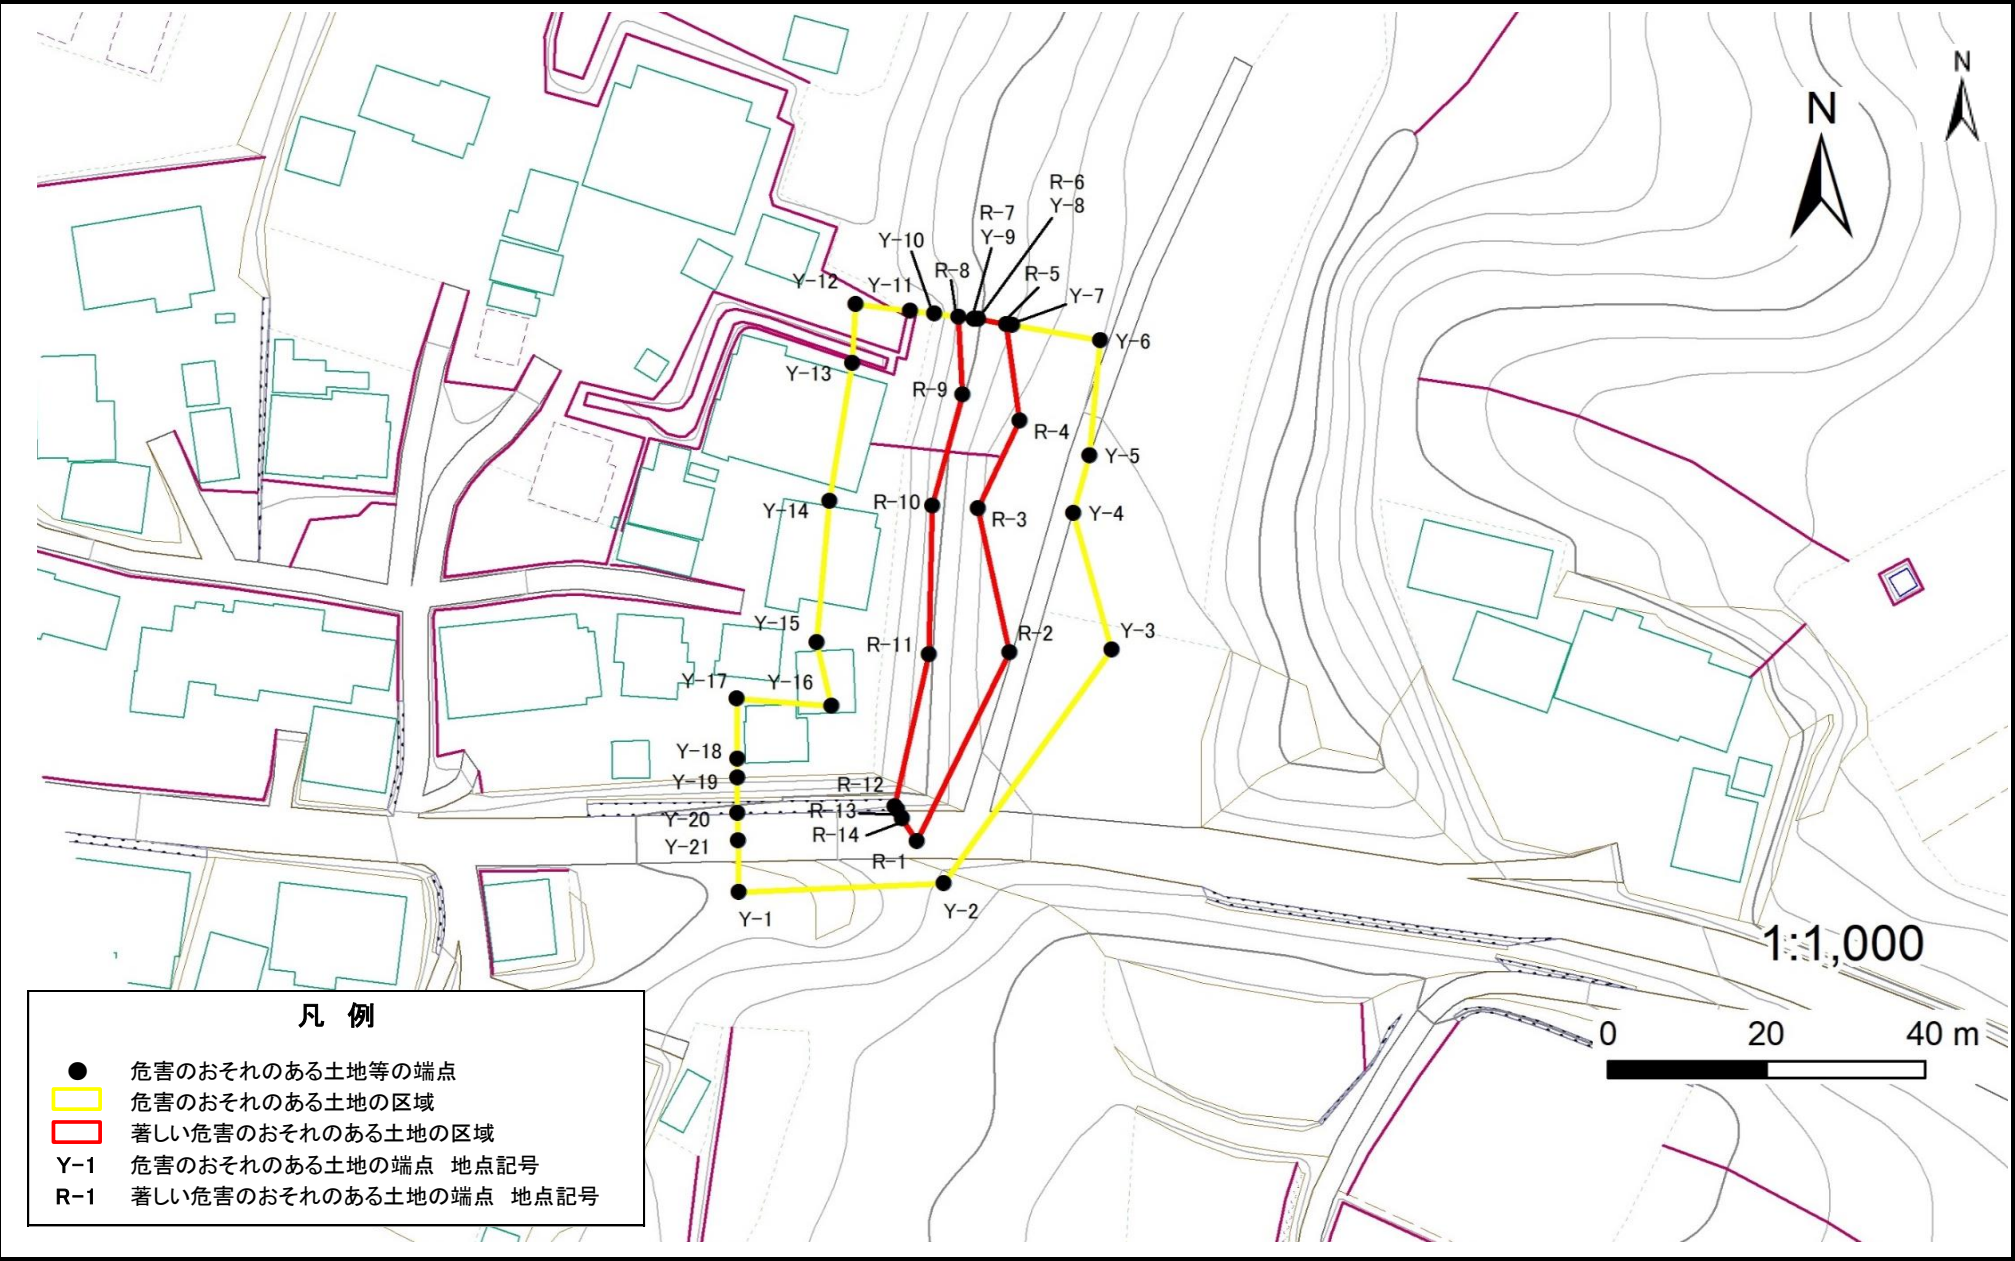 N
N
R-6
Y-8
R-7
Y-9
Y-10
R-8
R-5
Y-12
Y-11
Y-7
Y-6
Y-13
R-9
R-4
Y-5
Y-14
R-10
R-3
Y-4
Y-15
R-11
R-2
Y-3
Y-17
Y-16
Y-18
Y-19
R-12
Y-20
R-13
Y-21
R-14
R-1
Y-1
Y-2
1:1,000
0 20 40 m
凡 例
危害のおそれのある土地等の端点
危害のおそれのある土地の区域
著しい危害のおそれのある土地の区域
Y-1 危害のおそれのある土地の端点 地点記号
R-1 著しい危害のおそれのある土地の端点 地点記号